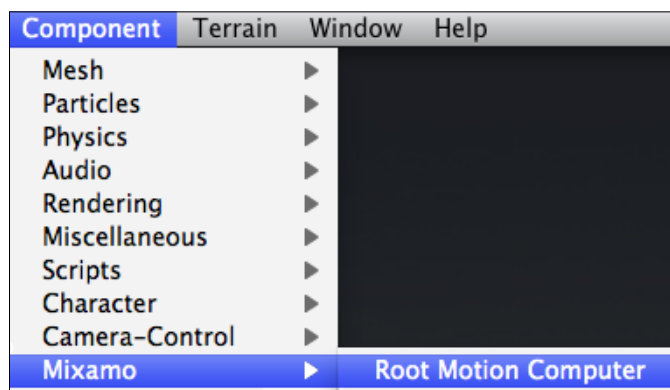 Component Terrain Window Help
Mesh
Particles
Physics
Audio
Rendering
Miscellaneous
Scripts
Character
Camera-Control
Mixamo Root Motion Computer